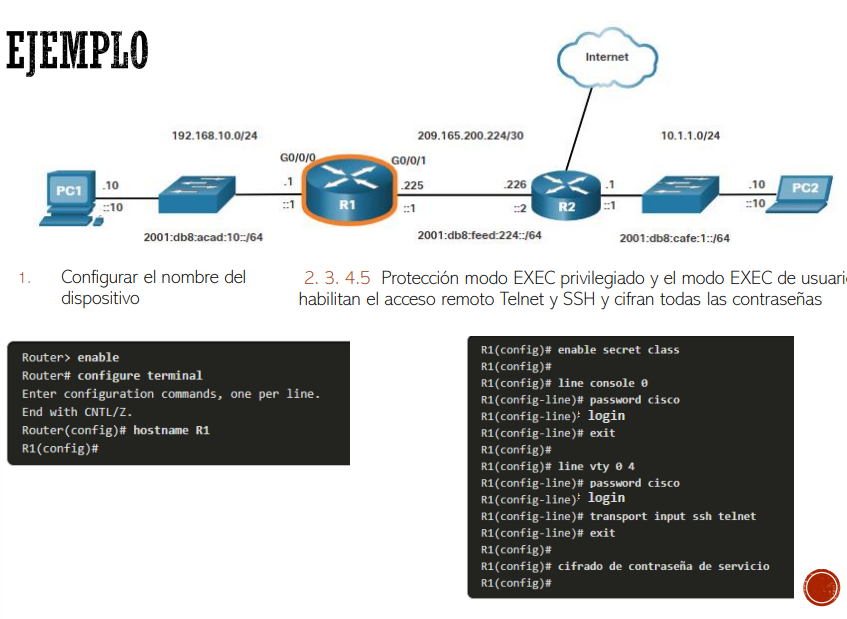 EJEMPLO
Internet
192.168.10.0/24
209.165.200.224/30
10.1.1.0/24
G0/0/0
G0/0/1
PC1
.10
.1
R1
.225
.226
R2
.1
.10
PC2
::10
::1
::1
::2
::1
::10
2001:db8:acad:10::/64
2001:db8:feed:224::/64
2001:db8:cafe:1::/64
1. Configurar el nombre del
dispositivo
2. 3. 4.5 Protección modo EXEC privilegiado y el modo EXEC de usuari
habilitan el acceso remoto Telnet y SSH y cifran todas las contraseñas
Router> enable
Router# configure terminal
Enter configuration commands, one per line.
End with CNTL/Z.
Router(config)# hostname R1
R1(config)#
R1(config)# enable secret class
R1(config)#
R1(config)# line console 0
R1(config-line)# password cisco
R1(config-line) login
R1(config-line)# exit
R1(config)#
R1(config)# line vty 0 4
R1(config-line)# password cisco
R1(config-line) login
R1(config-line)# transport input ssh telnet
R1(config-line)# exit
R1(config)#
R1(config)# cifrado de contraseña de servicio
R1(config)#